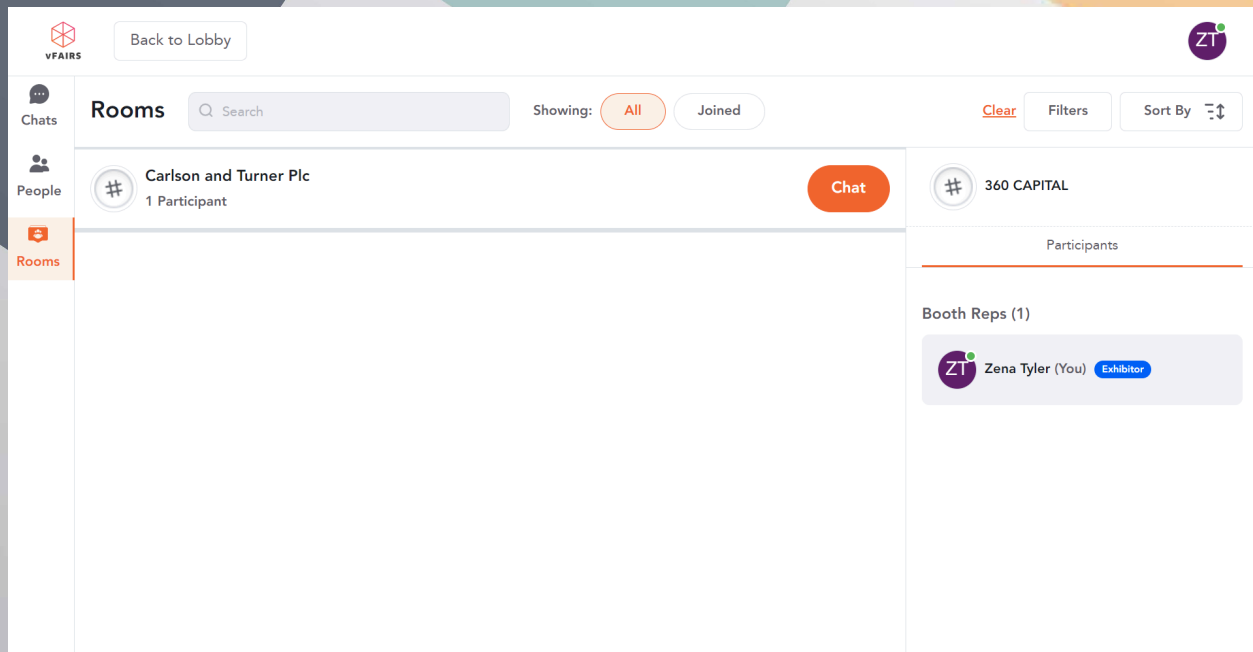 vFAIRS
Back to Lobby
ZT
Chats
People
Rooms
Rooms
Search
Showing:
All
Joined
Clear
Filters
Sort By
Carlson and Turner Plc
1 Participant
Chat
360 CAPITAL
Participants
Booth Reps (1)
ZT
Zena Tyler (You) Exhibitor